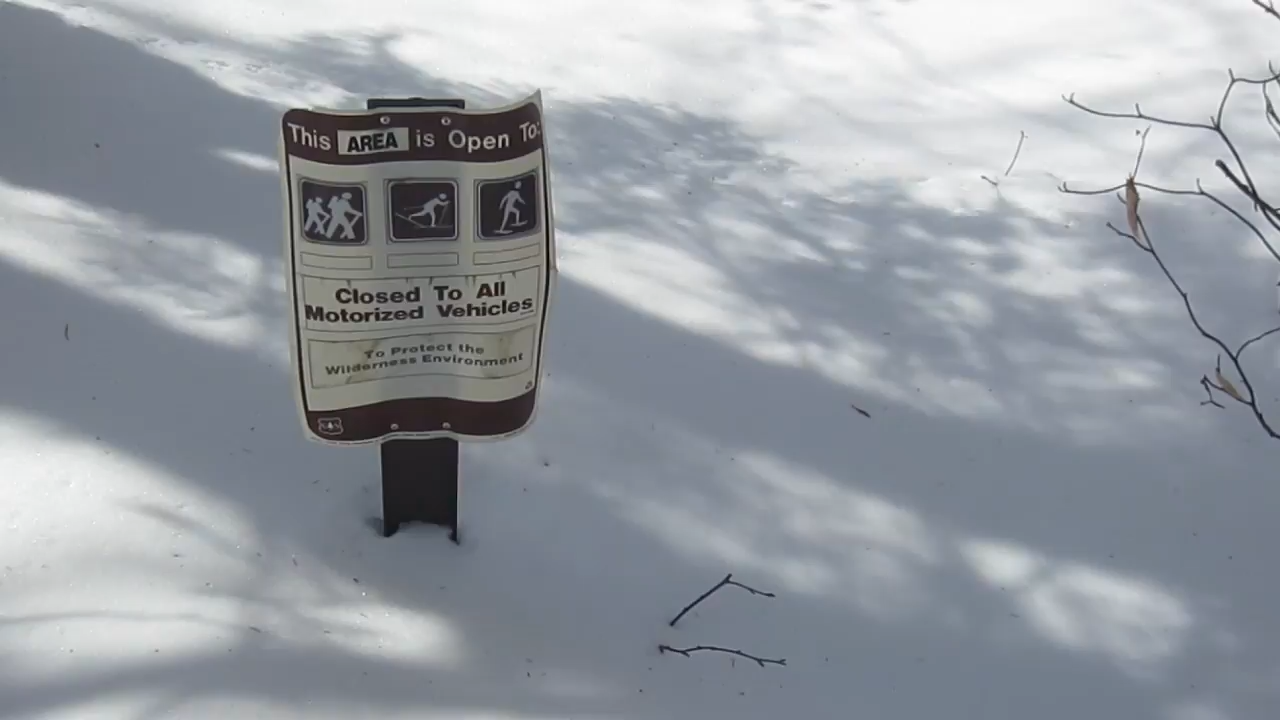 This AREA is Open To:
Closed To All
Motorized Vehicles
To Protect the
Wilderness Environment